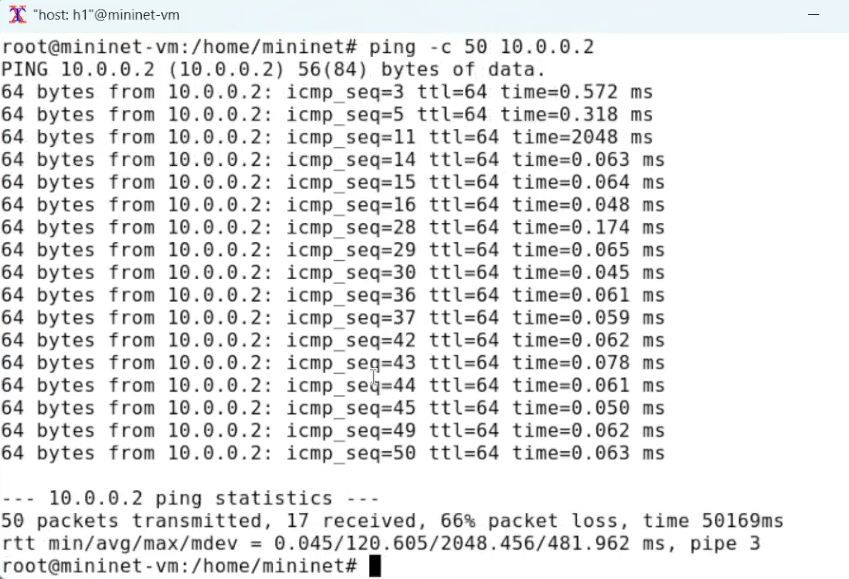 "host: h1"@mininet-vm
root@mininet-vm:/home/mininet# ping -c 50 10.0.0.2
PING 10.0.0.2 (10.0.0.2) 56(84) bytes of data.
64 bytes from 10.0.0.2: icmp_seq=3 ttl=64 time=0.572 ms
64 bytes from 10.0.0.2: icmp_seq=5 ttl=64 time=0.318 ms
64 bytes from 10.0.0.2: icmp_seq=11 ttl=64 time=2048 ms
64 bytes from 10.0.0.2: icmp_seq=14 ttl=64 time=0.063 ms
64 bytes from 10.0.0.2: icmp_seq=15 ttl=64 time=0.064 ms
64 bytes from 10.0.0.2: icmp_seq=16 ttl=64 time=0.048 ms
64 bytes from 10.0.0.2: icmp_seq=28 ttl=64 time=0.174 ms
64 bytes from 10.0.0.2: icmp_seq=29 ttl=64 time=0.065 ms
64 bytes from 10.0.0.2: icmp_seq=30 ttl=64 time=0.045 ms
64 bytes from 10.0.0.2: icmp_seq=36 ttl=64 time=0.061 ms
64 bytes from 10.0.0.2: icmp_seq=37 ttl=64 time=0.059 ms
64 bytes from 10.0.0.2: icmp_seq=42 ttl=64 time=0.062 ms
64 bytes from 10.0.0.2: icmp_seq=43 ttl=64 time=0.078 ms
64 bytes from 10.0.0.2: icmp_seq=44 ttl=64 time=0.061 ms
64 bytes from 10.0.0.2: icmp_seq=45 ttl=64 time=0.050 ms
64 bytes from 10.0.0.2: icmp_seq=49 ttl=64 time=0.062 ms
64 bytes from 10.0.0.2: icmp_seq=50 ttl=64 time=0.063 ms
--- 10.0.0.2 ping statistics ---
50 packets transmitted, 17 received, 66% packet loss, time 50169ms
rtt min/avg/max/mdev = 0.045/120.605/2048.456/481.962 ms, pipe 3
root@mininet-vm:/home/mininet#